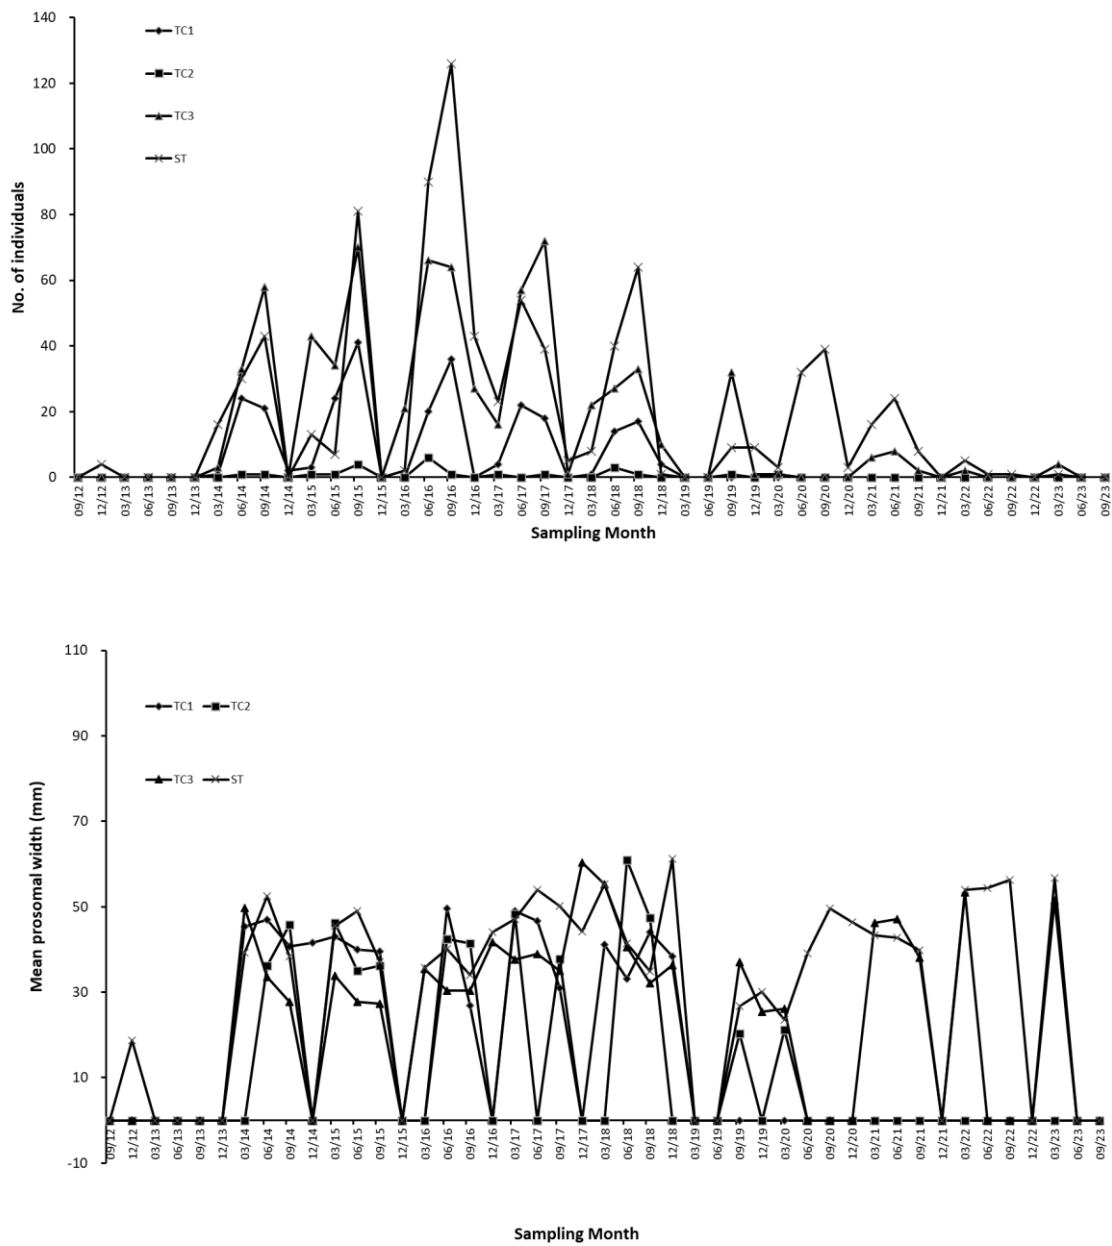 140
120
100
80
60
40
20
0
No. of individuals
TC1
TC2
TC3
ST
09/12 12/12 03/13 06/13 09/13 12/13 03/14 06/14 09/14 12/14 03/15 06/15 09/15 12/15 03/16 06/16 09/16 12/16 03/17 06/17 09/17 12/17 03/18 06/18 09/18 12/18 03/19 06/19 09/19 12/19 03/20 06/20 09/20 12/20 03/21 06/21 09/21 12/21 03/22 06/22 09/22 12/22 03/23 06/23 09/23
Sampling Month
110
90
70
50
30
10
-10
Mean prosomal width (mm)
TC1 TC2
TC3 ST
09/12 12/12 03/13 06/13 09/13 12/13 03/14 06/14 09/14 12/14 03/15 06/15 09/15 12/15 03/16 06/16 09/16 12/16 03/17 06/17 09/17 12/17 03/18 06/18 09/18 12/18 03/19 06/19 09/19 12/19 03/20 06/20 09/20 12/20 03/21 06/21 09/21 12/21 03/22 06/22 09/22 12/22 03/23 06/23 09/23
Sampling Month